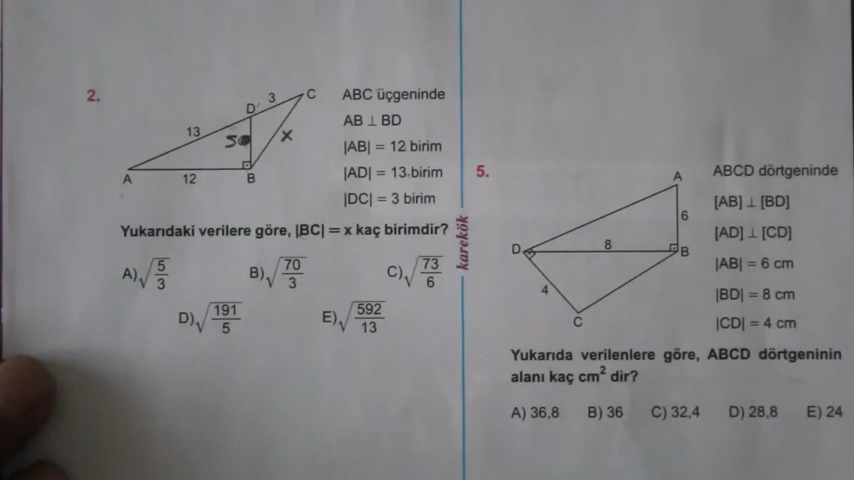 2.
C
3
D
13
5
x
A
12
B
ABC üçgeninde
AB ⊥ BD
|AB| = 12 birim
|AD| = 13.birim
|DC| = 3 birim
Yukarıdaki verilere göre, |BC| = x kaç birimdir?
A) √(5/3) B) √(70/3) C) √(73/6)
D) √(191/5) E) √(592/13)
karekök
5.
A
6
D
8
B
4
C
ABCD dörtgeninde
[AB] ⊥ [BD]
[AD] ⊥ [CD]
|AB| = 6 cm
|BD| = 8 cm
|CD| = 4 cm
Yukarıda verilenlere göre, ABCD dörtgeninin
alanı kaç cm² dir?
A) 36,8 B) 36 C) 32,4 D) 28,8 E) 24